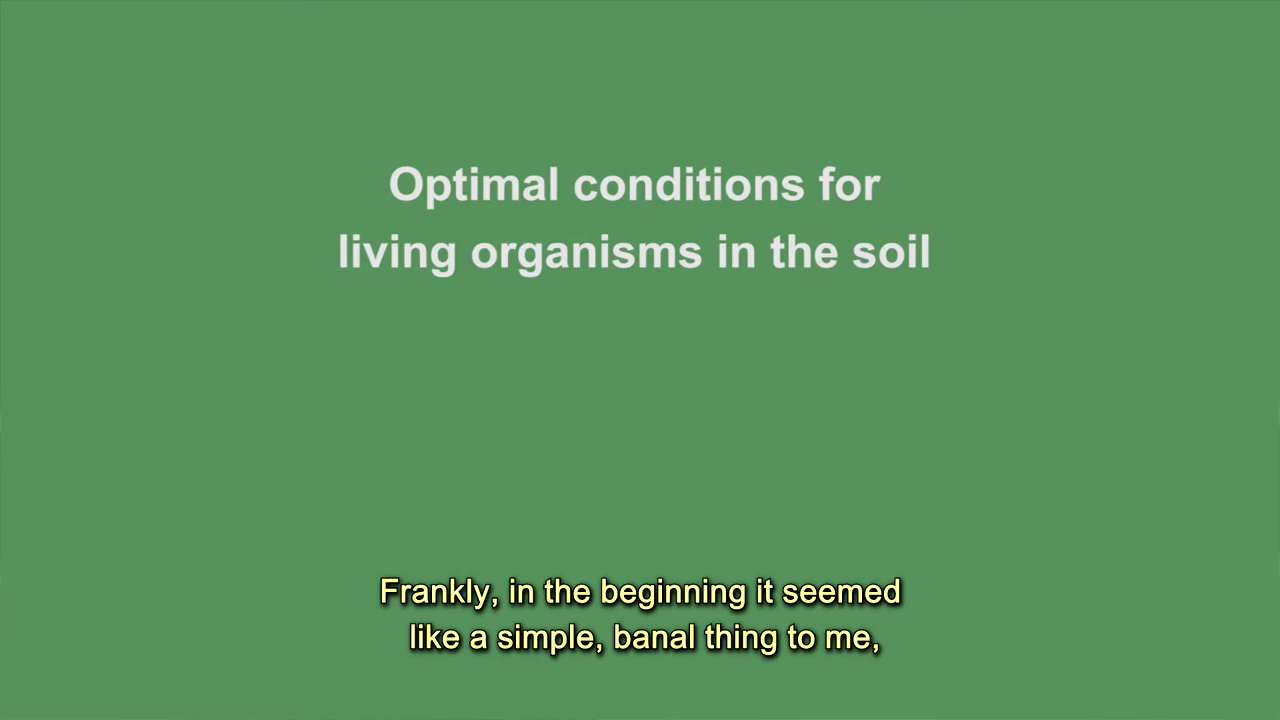 Optimal conditions for
living organisms in the soil
Frankly, in the beginning it seemed
like a simple, banal thing to me,